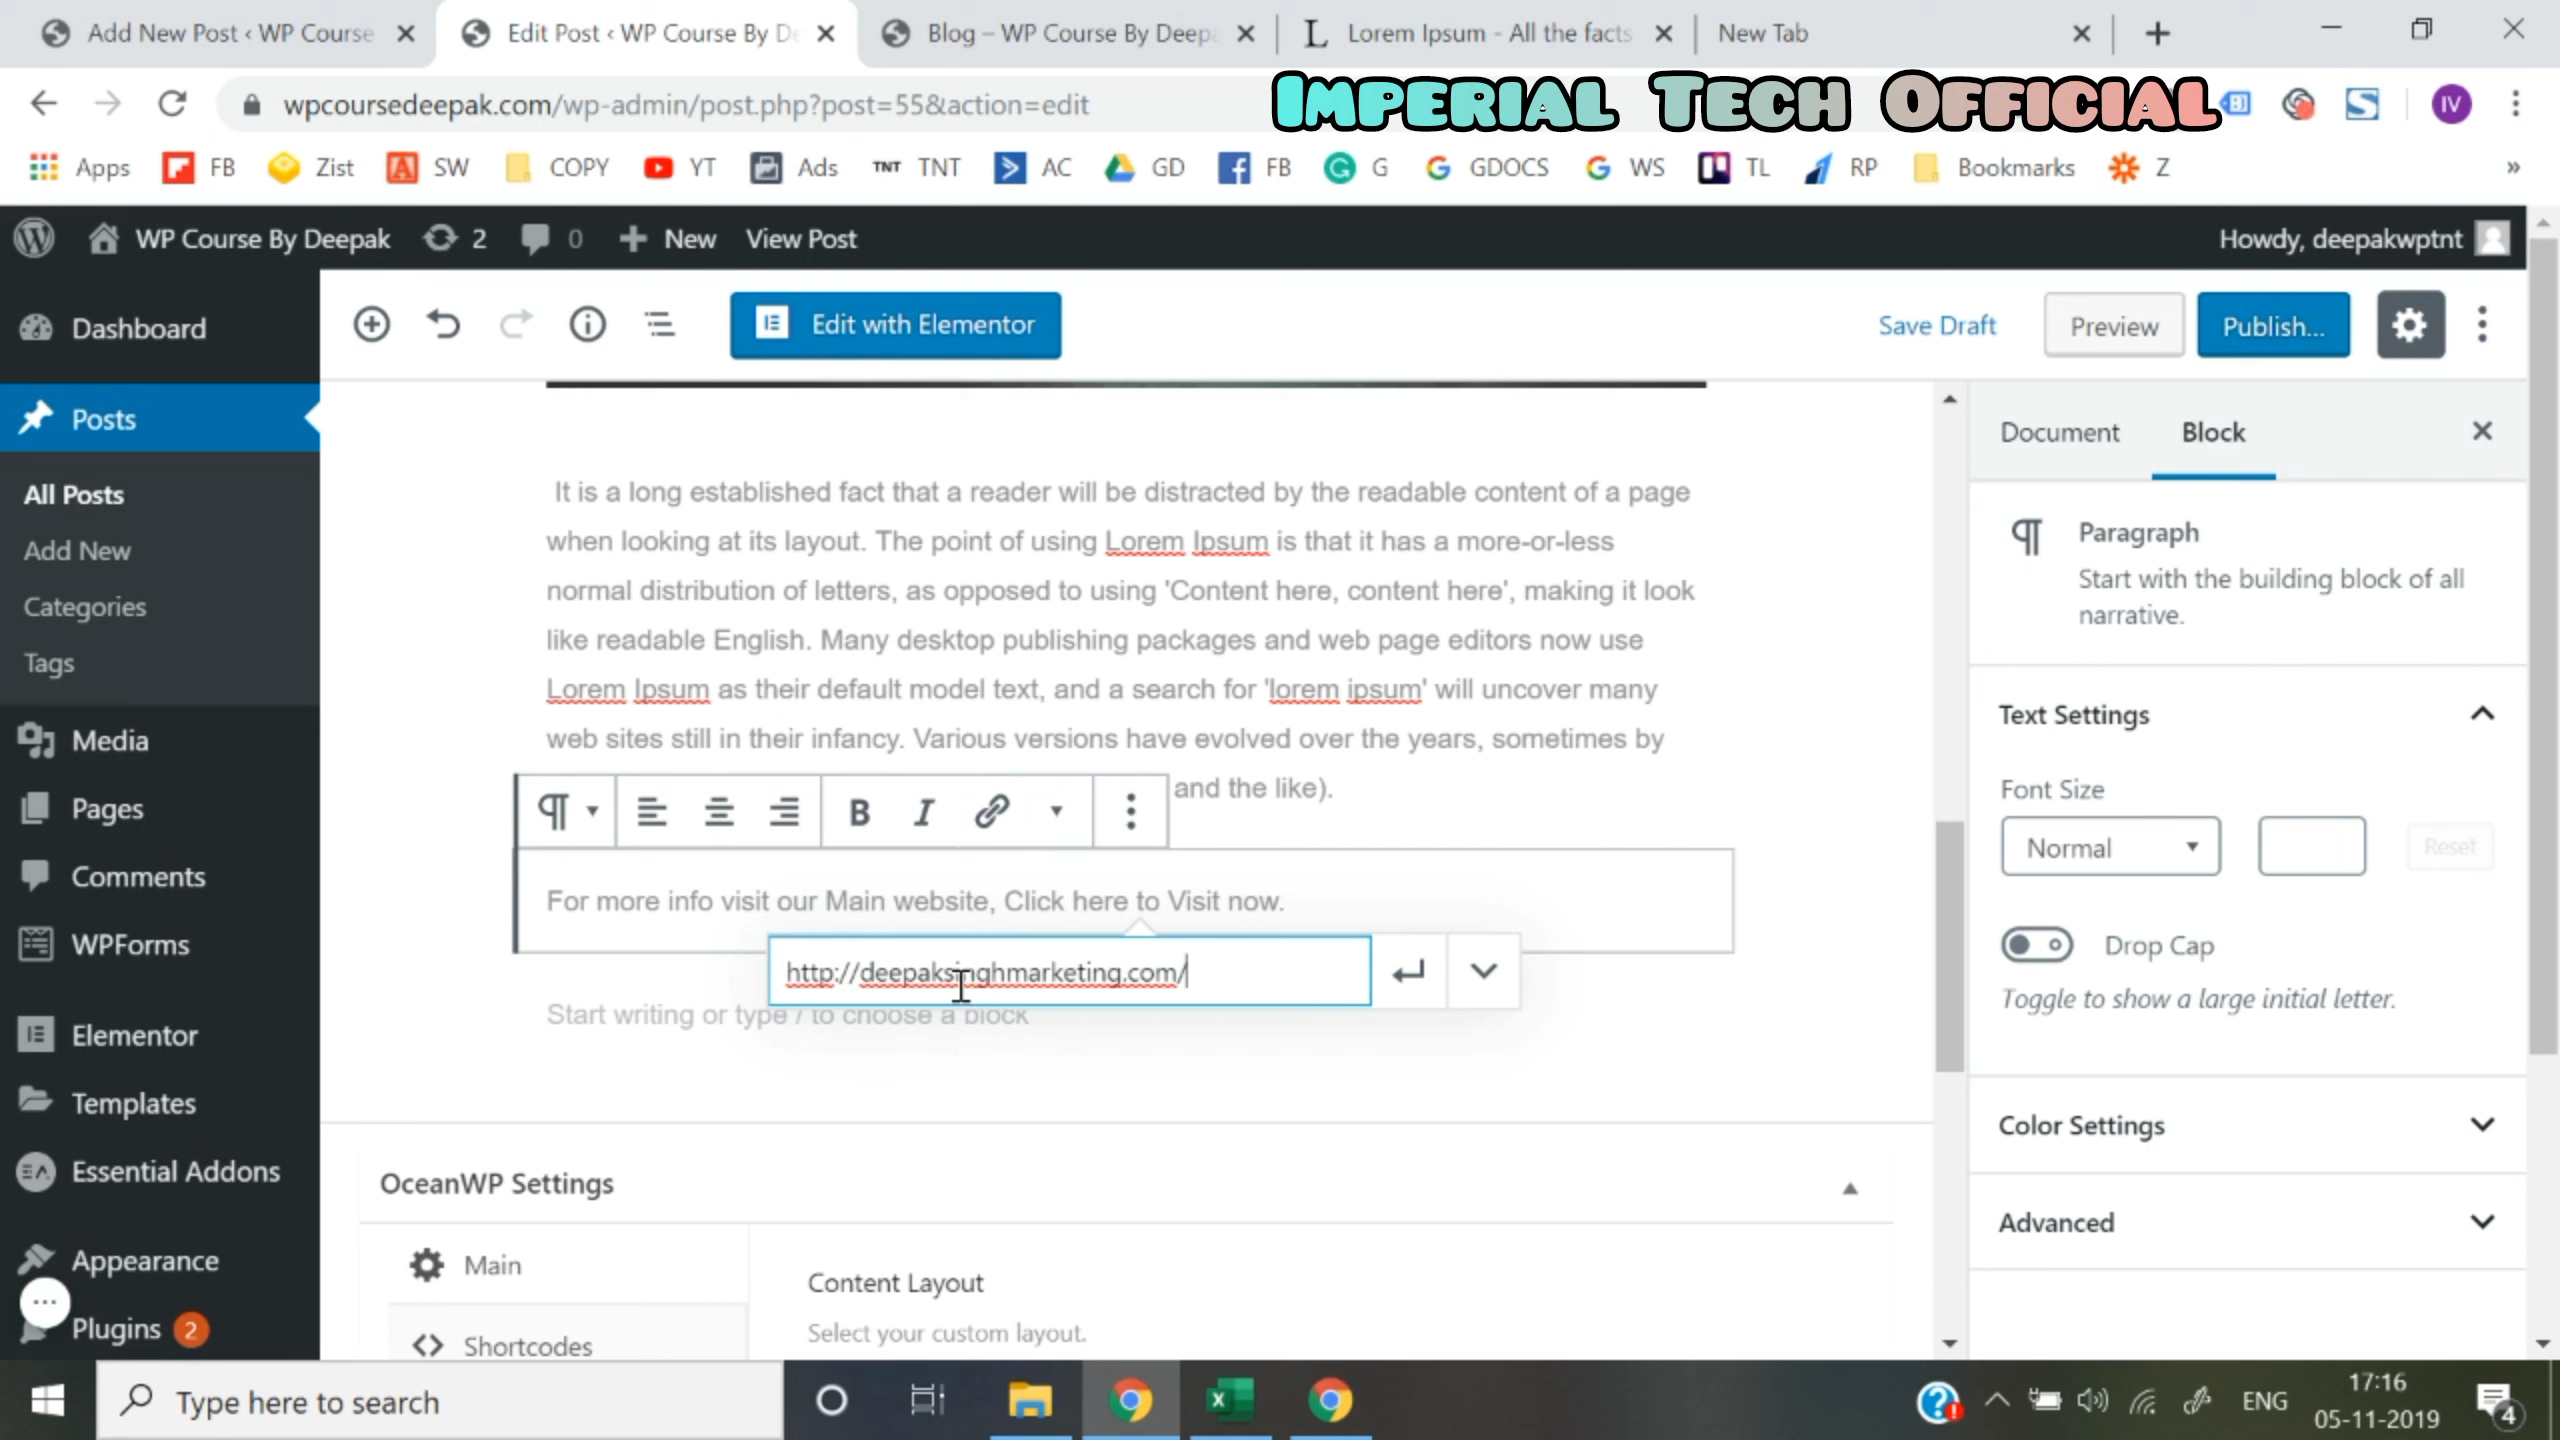 Add New Post ‹ WP Course
Edit Post ‹ WP Course By De
Blog – WP Course By Deepa
Lorem Ipsum - All the facts
New Tab
wpcoursedeepak.com/wp-admin/post.php?post=55&action=edit
Imperial Tech Official
IV
Apps FB Zist SW COPY YT Ads TNT TNT AC GD FB G GDOCS WS TL RP Bookmarks Z »
WP Course By Deepak 2 0 New View Post
Howdy, deepakwptnt
Edit with Elementor
Save Draft
Preview
Publish...
Dashboard
Posts
All Posts
Add New
Categories
Tags
Media
Pages
Comments
WPForms
Elementor
Templates
Essential Addons
Appearance
Plugins 2
It is a long established fact that a reader will be distracted by the readable content of a page
when looking at its layout. The point of using Lorem Ipsum is that it has a more-or-less
normal distribution of letters, as opposed to using 'Content here, content here', making it look
like readable English. Many desktop publishing packages and web page editors now use
Lorem Ipsum as their default model text, and a search for 'lorem ipsum' will uncover many
web sites still in their infancy. Various versions have evolved over the years, sometimes by
and the like).
B I
For more info visit our Main website, Click here to Visit now.
http://deepaksinghmarketing.com/
Start writing or type / to choose a block
OceanWP Settings
Main
Shortcodes
Content Layout
Select your custom layout.
Document
Block
Paragraph
Start with the building block of all
narrative.
Text Settings
Font Size
Normal
Reset
Drop Cap
Toggle to show a large initial letter.
Color Settings
Advanced
Type here to search
ENG
17:16
05-11-2019
4